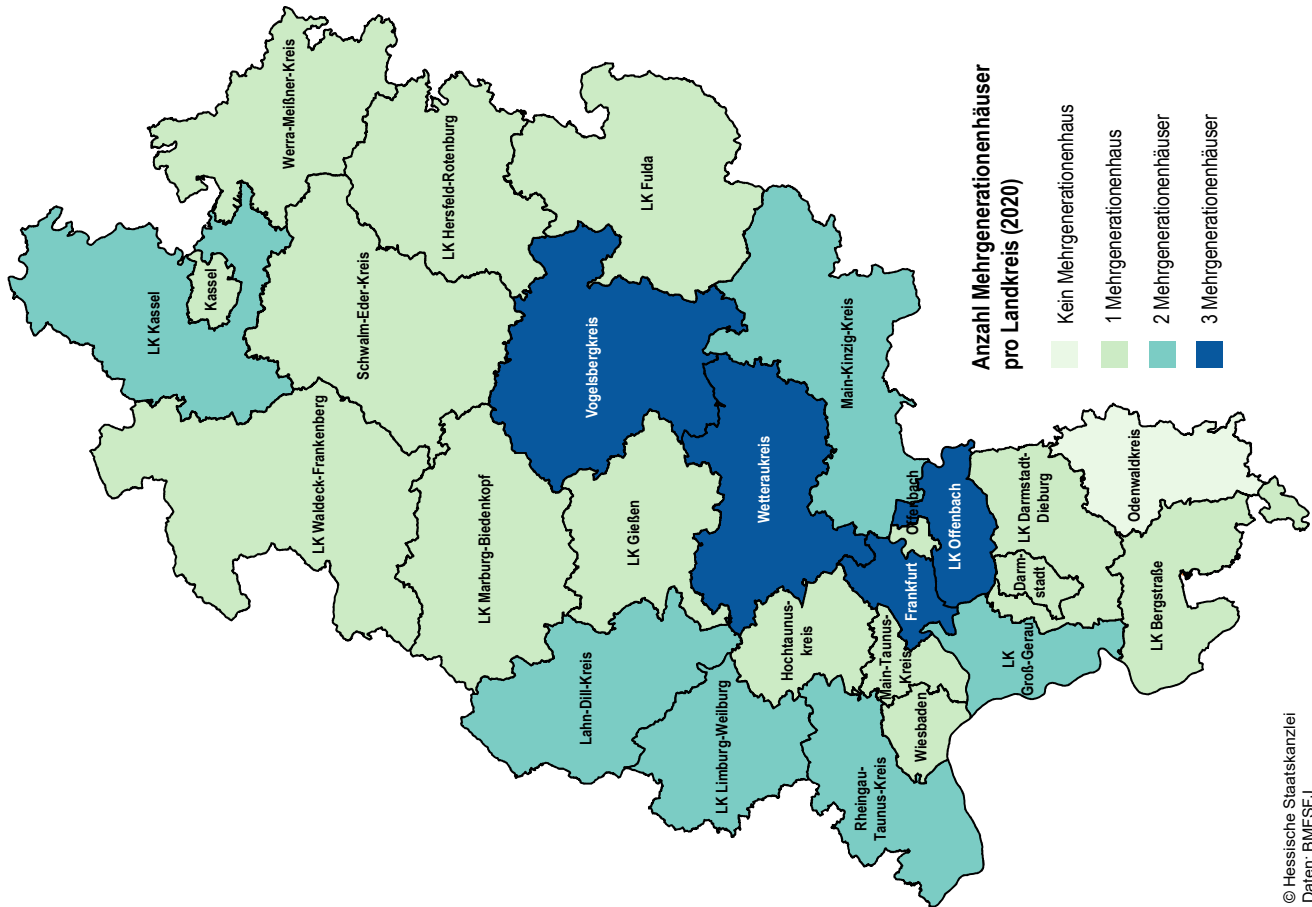 LK Kassel
Kassel
Werra-Meißner-Kreis
LK Waldeck-Frankenberg
Schwalm-Eder-Kreis
LK Hersfeld-Rotenburg
LK Marburg-Biedenkopf
Vogelsbergkreis
LK Fulda
Lahn-Dill-Kreis
LK Gießen
LK Limburg-Weilburg
Hochtaunus-
kreis
Wetteraukreis
Main-Kinzig-Kreis
Rheingau-
Taunus-Kreis
Wiesbaden
Main-Taunus-
Kreis
Frankfurt
Offenbach
LK Offenbach
LK
Groß-Gerau
Darm-
stadt
LK Darmstadt-
Dieburg
LK Bergstraße
Odenwaldkreis
Anzahl Mehrgenerationenhäuser
pro Landkreis (2020)
Kein Mehrgenerationenhaus
1 Mehrgenerationenhaus
2 Mehrgenerationenhäuser
3 Mehrgenerationenhäuser
© Hessische Staatskanzlei
Daten: BMFSFJ